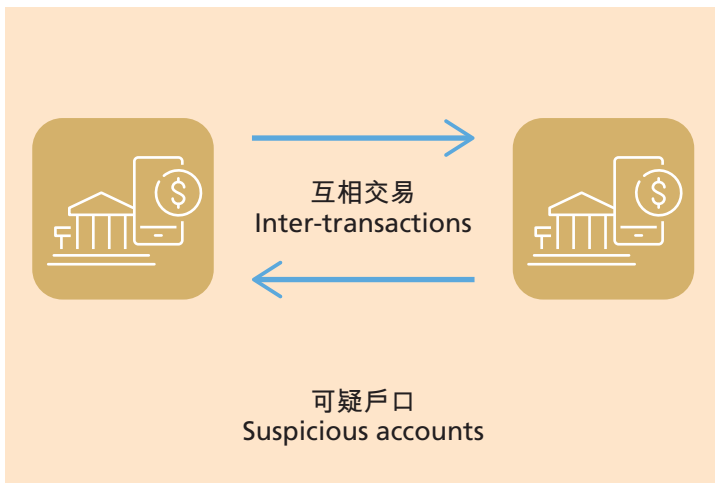 互相交易
Inter-transactions
可疑戶口
Suspicious accounts